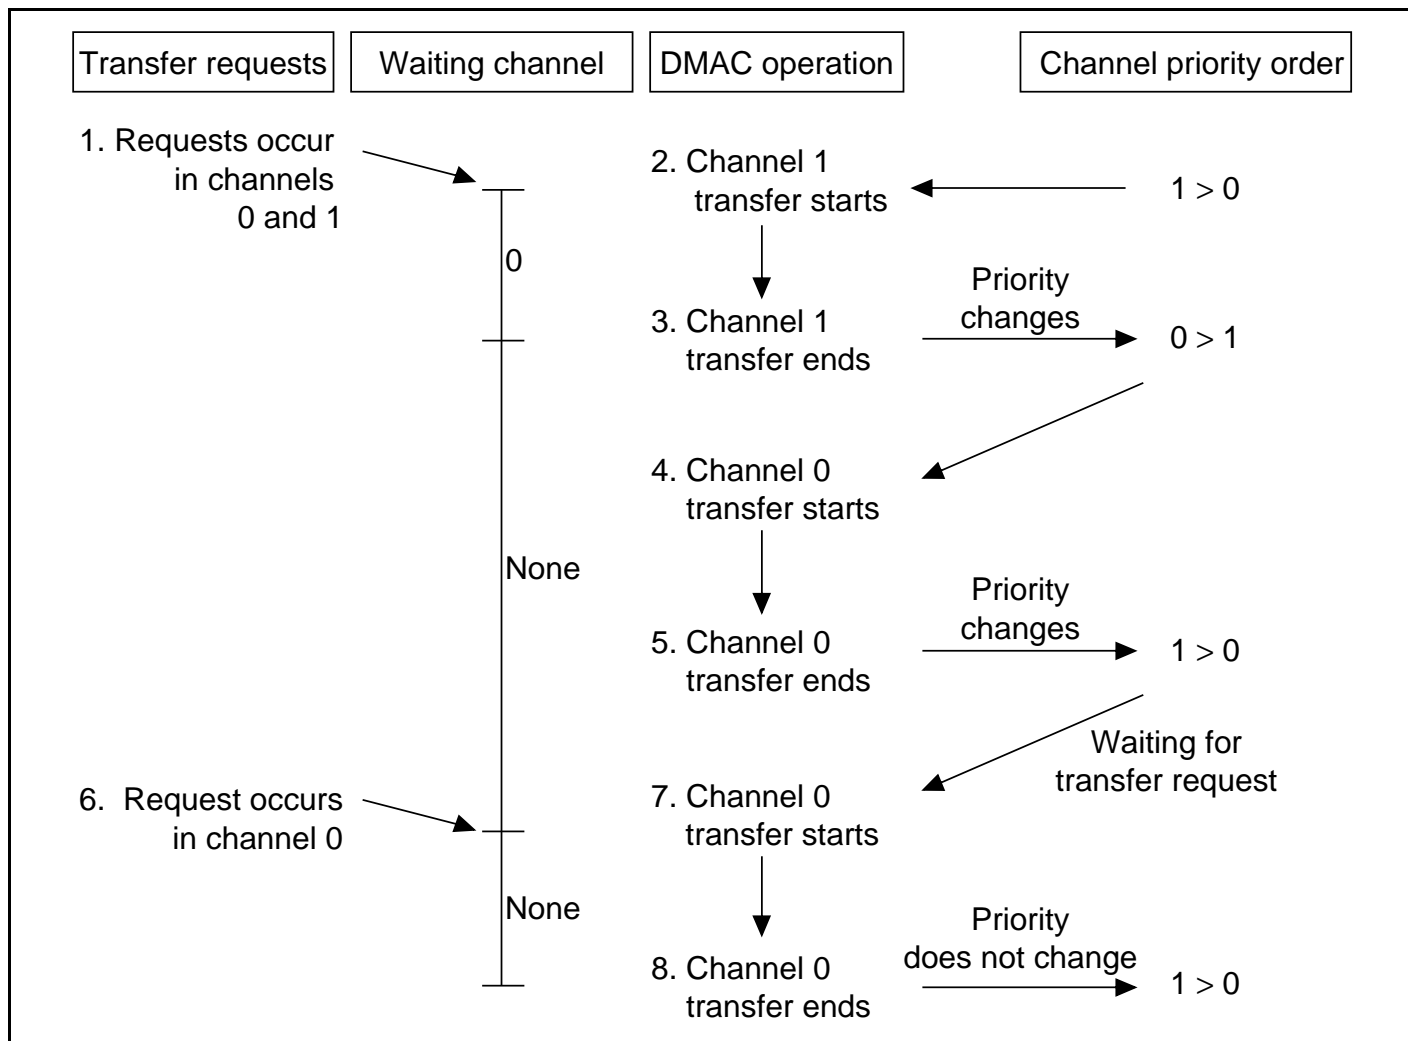 Transfer requests
Waiting channel
DMAC operation
Channel priority order
1. Requests occur
in channels
0 and 1
2. Channel 1
transfer starts
1 > 0
0
3. Channel 1
transfer ends
Priority
changes
0 > 1
4. Channel 0
transfer starts
None
5. Channel 0
transfer ends
Priority
changes
1 > 0
Waiting for
transfer request
6. Request occurs
in channel 0
7. Channel 0
transfer starts
None
8. Channel 0
transfer ends
Priority
does not change
1 > 0